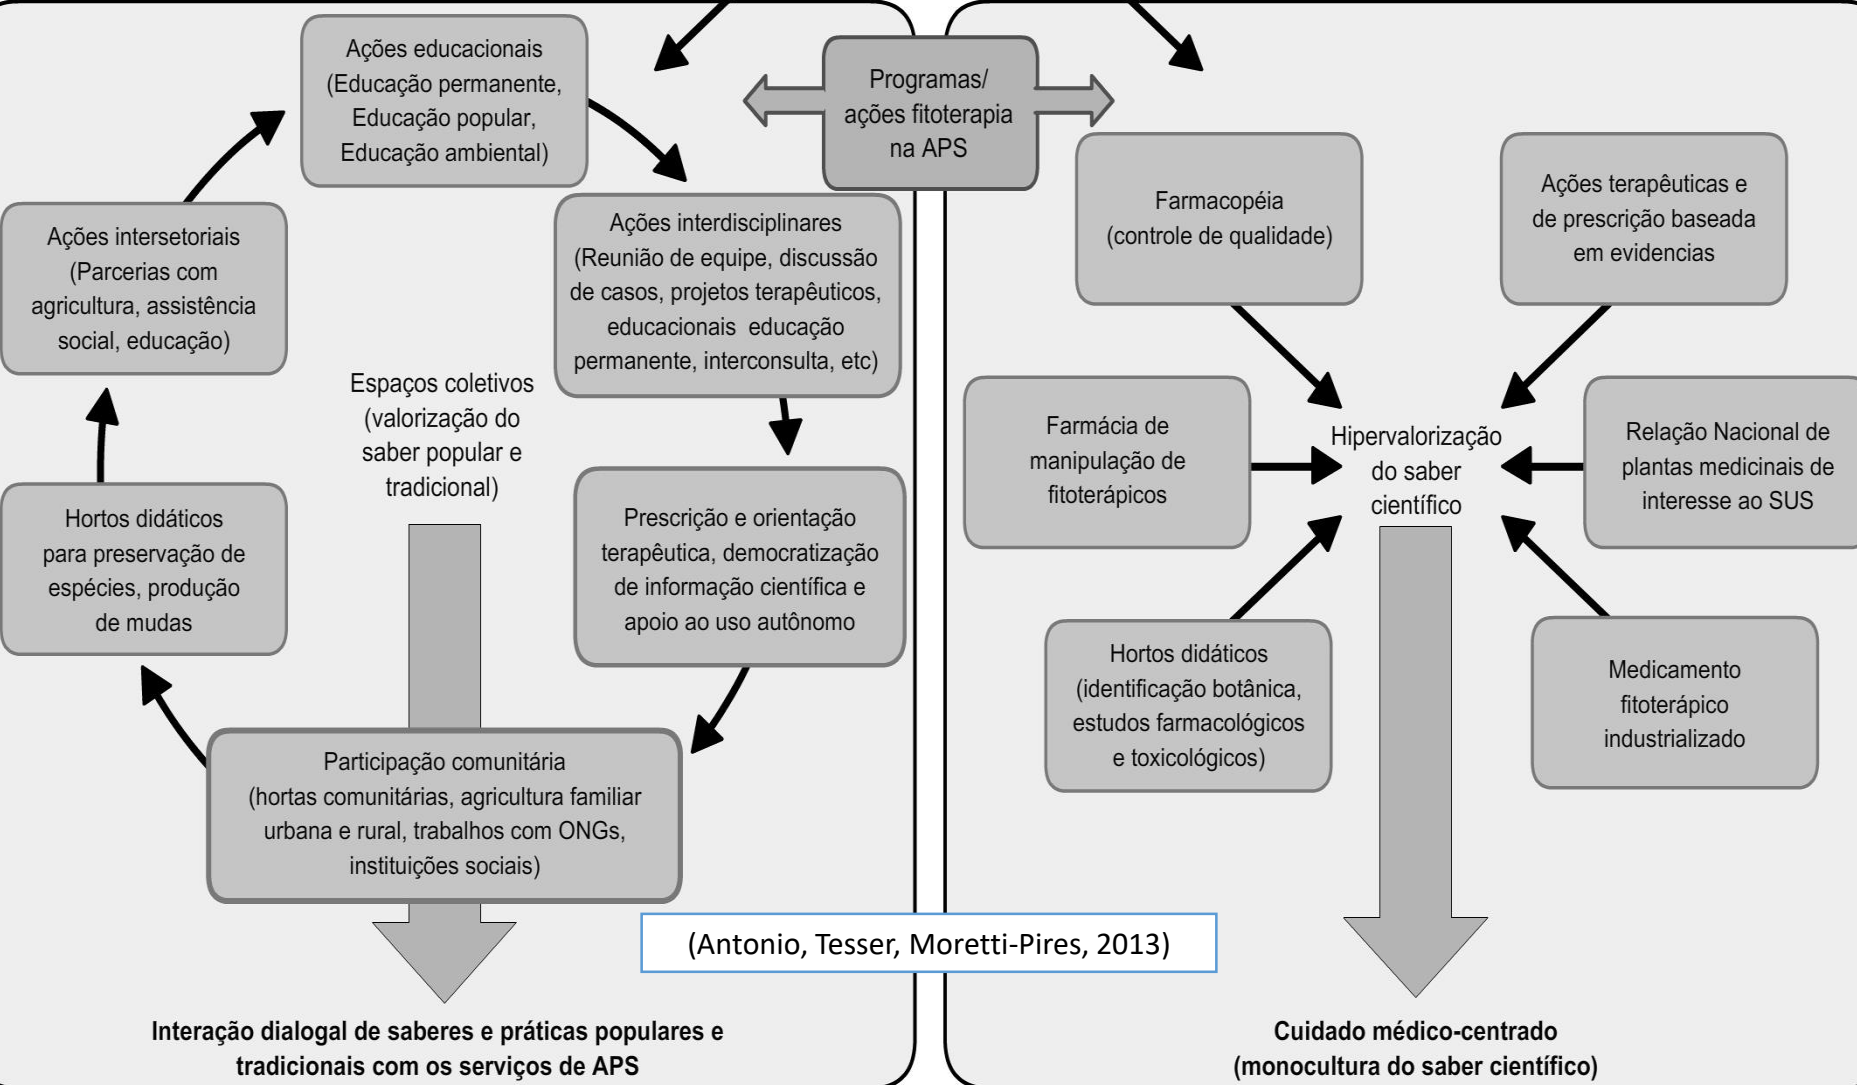 Ações educacionais
(Educação permanente,
Educação popular,
Educação ambiental)
Programas/
ações fitoterapia
na APS
Ações intersetoriais
(Parcerias com
agricultura, assistência
social, educação)
Ações interdisciplinares
(Reunião de equipe, discussão
de casos, projetos terapêuticos,
educacionais educação
permanente, interconsulta, etc)
Espaços coletivos
(valorização do
saber popular e
tradicional)
Hortos didáticos
para preservação de
espécies, produção
de mudas
Prescrição e orientação
terapêutica, democratização
de informação científica e
apoio ao uso autônomo
Participação comunitária
(hortas comunitárias, agricultura familiar
urbana e rural, trabalhos com ONGs,
instituições sociais)
Interação dialogal de saberes e práticas populares e
tradicionais com os serviços de APS
Farmacopéia
(controle de qualidade)
Ações terapêuticas e
de prescrição baseada
em evidencias
Farmácia de
manipulação de
fitoterápicos
Hipervalorização
do saber
científico
Relação Nacional de
plantas medicinais de
interesse ao SUS
Hortos didáticos
(identificação botânica,
estudos farmacológicos
e toxicológicos)
Medicamento
fitoterápico
industrializado
(Antonio, Tesser, Moretti-Pires, 2013)
Cuidado médico-centrado
(monocultura do saber científico)